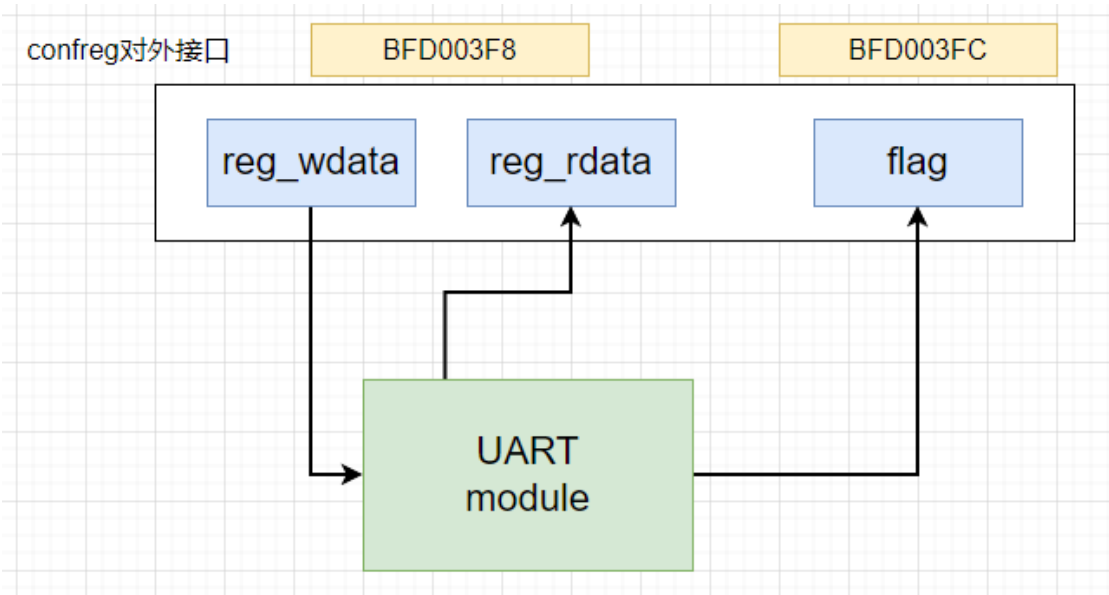 confreg对外接口
BFD003F8
BFD003FC
reg_wdata
reg_rdata
flag
UART
module